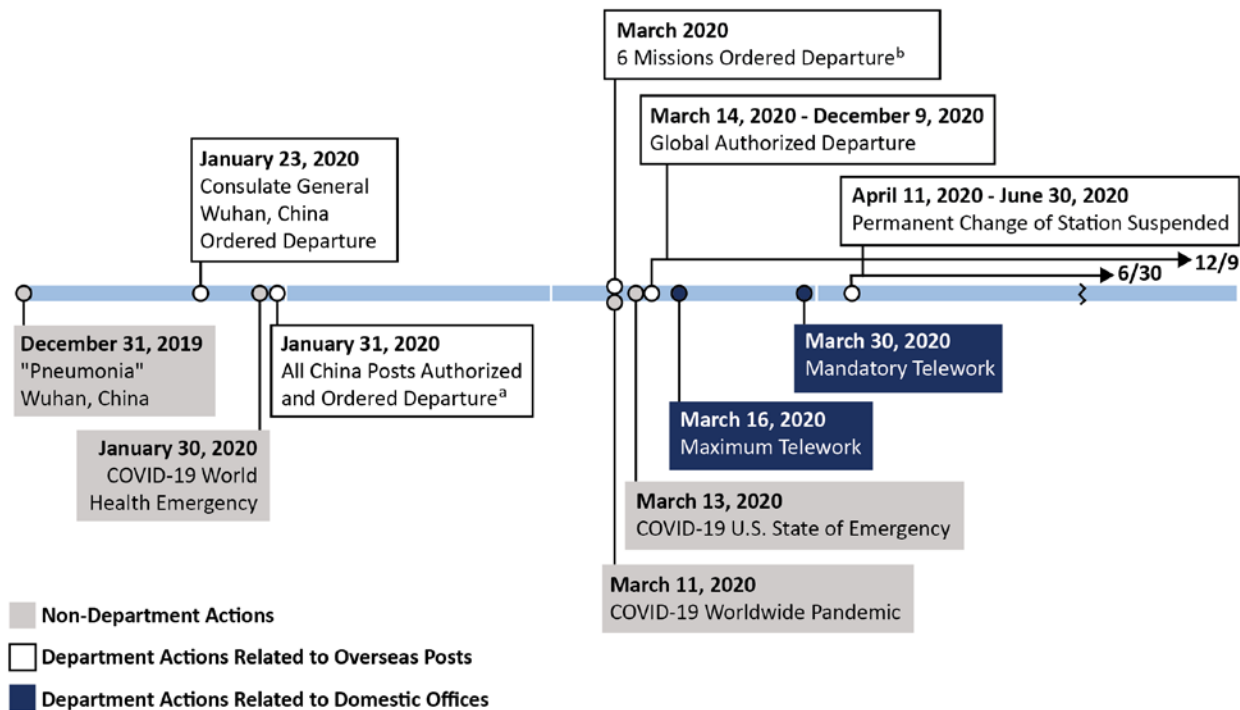 March 2020
6 Missions Ordered Departureᵇ
March 14, 2020 - December 9, 2020
Global Authorized Departure
January 23, 2020
Consulate General
Wuhan, China
Ordered Departure
April 11, 2020 - June 30, 2020
Permanent Change of Station Suspended
12/9
6/30
December 31, 2019
"Pneumonia"
Wuhan, China
January 31, 2020
All China Posts Authorized
and Ordered Departureᵃ
March 30, 2020
Mandatory Telework
January 30, 2020
COVID-19 World
Health Emergency
March 16, 2020
Maximum Telework
March 13, 2020
COVID-19 U.S. State of Emergency
March 11, 2020
COVID-19 Worldwide Pandemic
Non-Department Actions
Department Actions Related to Overseas Posts
Department Actions Related to Domestic Offices